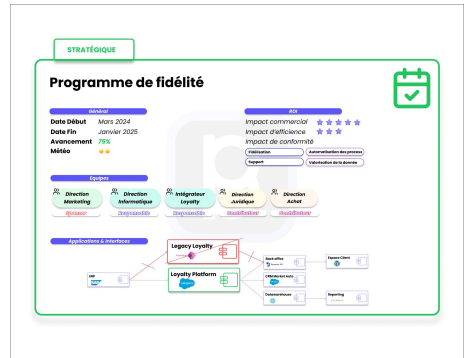 STRATÉGIQUE
Programme de fidélité
Général
Date Début Mars 2024
Date Fin Janvier 2025
Avancement 75%
Météo
ROI
Impact commercial
Impact d'efficience
Impact de conformité
Fidélisation
Automatisation des process
Support
Valorisation de la donnée
Equipes
Direction Marketing
Direction Informatique
Intégrateur Loyalty
Direction Juridique
Direction Achat
Sponsor
Responsable
Responsable
Contributeur
Contributeur
Applications & Interfaces
Legacy Loyalty
Back office
Espace Client
ERP
SAP
Loyalty Platform
CRM Market Auto.
Datawarehouse
Reporting